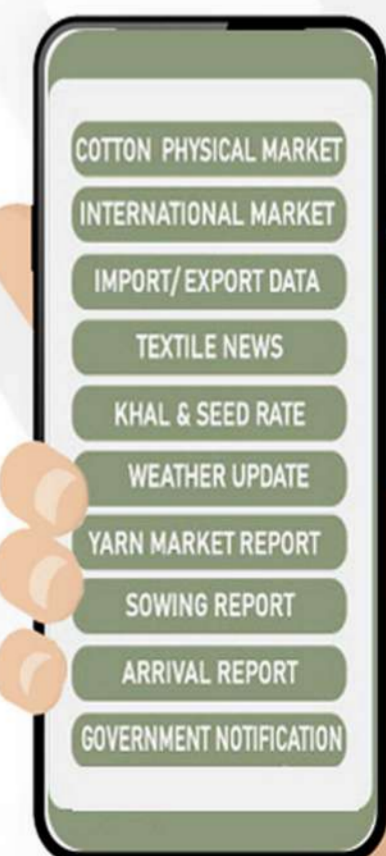 COTTON PHYSICAL MARKET
INTERNATIONAL MARKET
IMPORT/EXPORT DATA
TEXTILE NEWS
KHAL & SEED RATE
WEATHER UPDATE
YARN MARKET REPORT
SOWING REPORT
ARRIVAL REPORT
GOVERNMENT NOTIFICATION